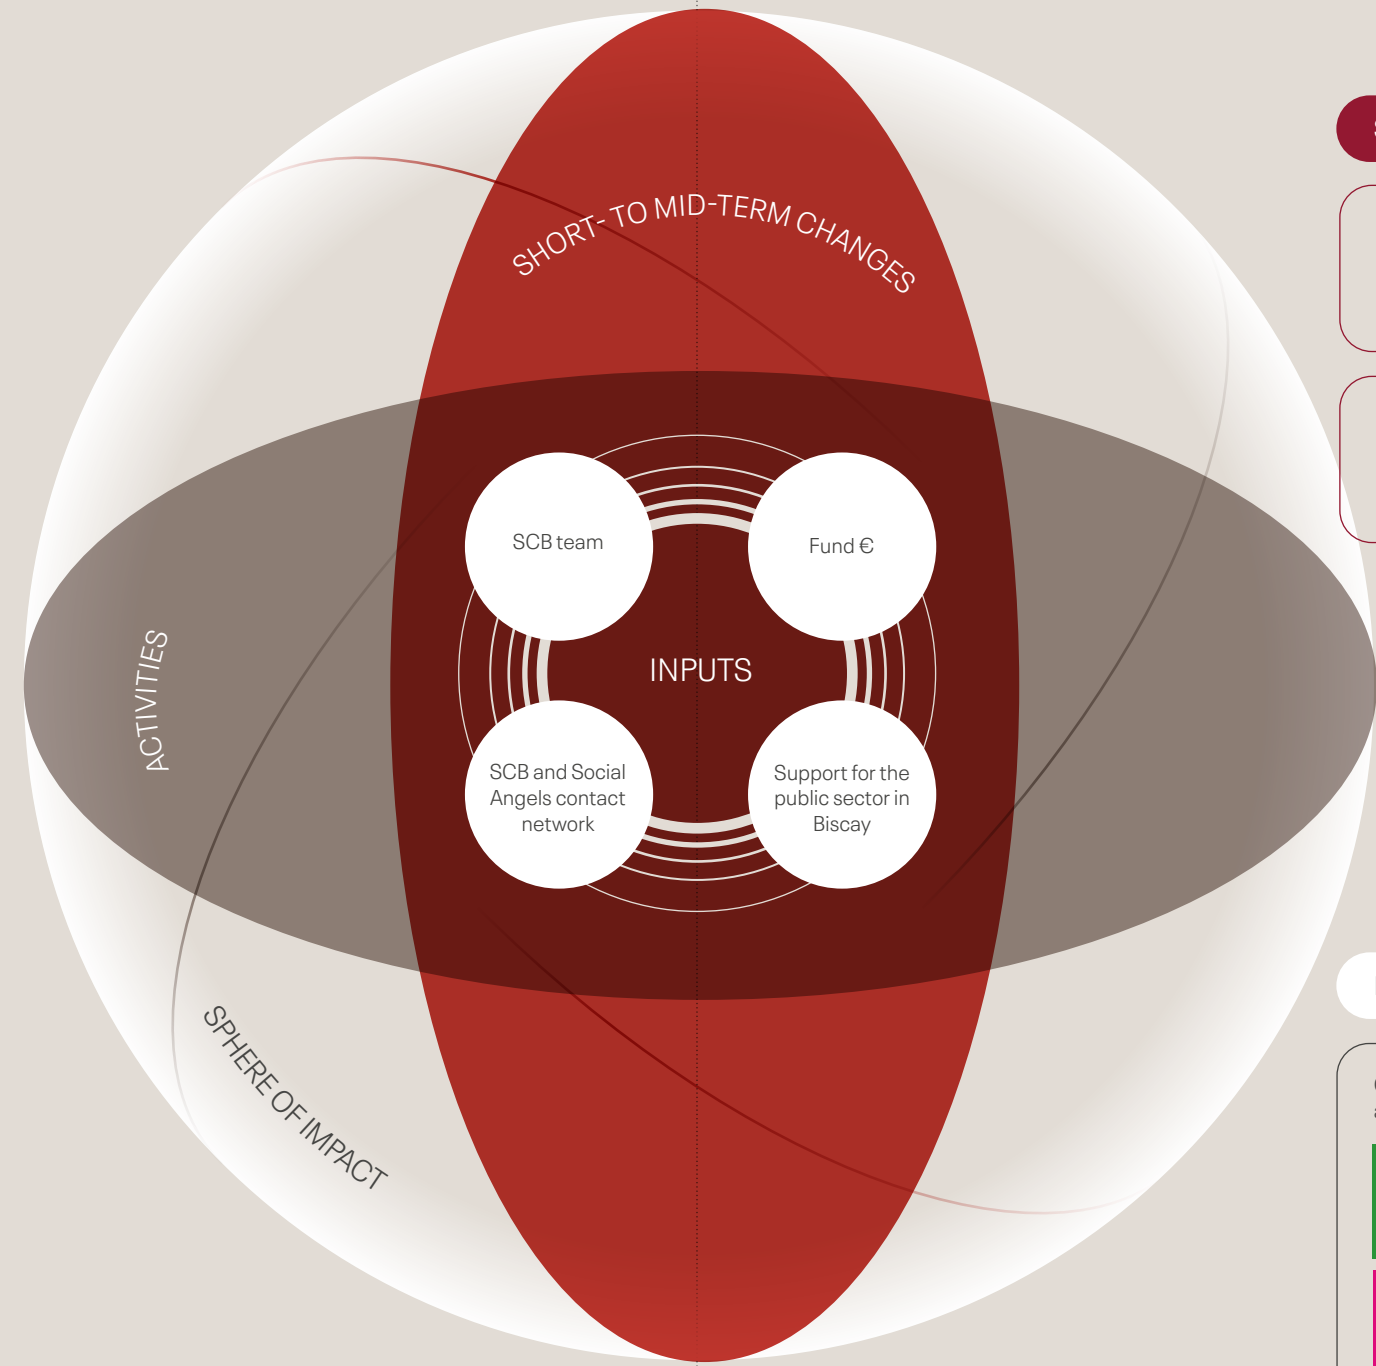 SHORT- TO MID-TERM CHANGES
SCB team
Fund €
INPUTS
ACTIVITIES
SCB and Social
Angels contact
network
Support for the
public sector in
Biscay
SPHERE OF IMPACT